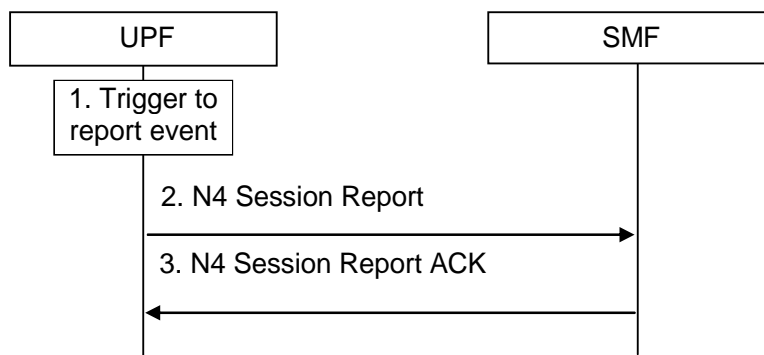 UPF
SMF
1. Trigger to
report event
2. N4 Session Report
3. N4 Session Report ACK